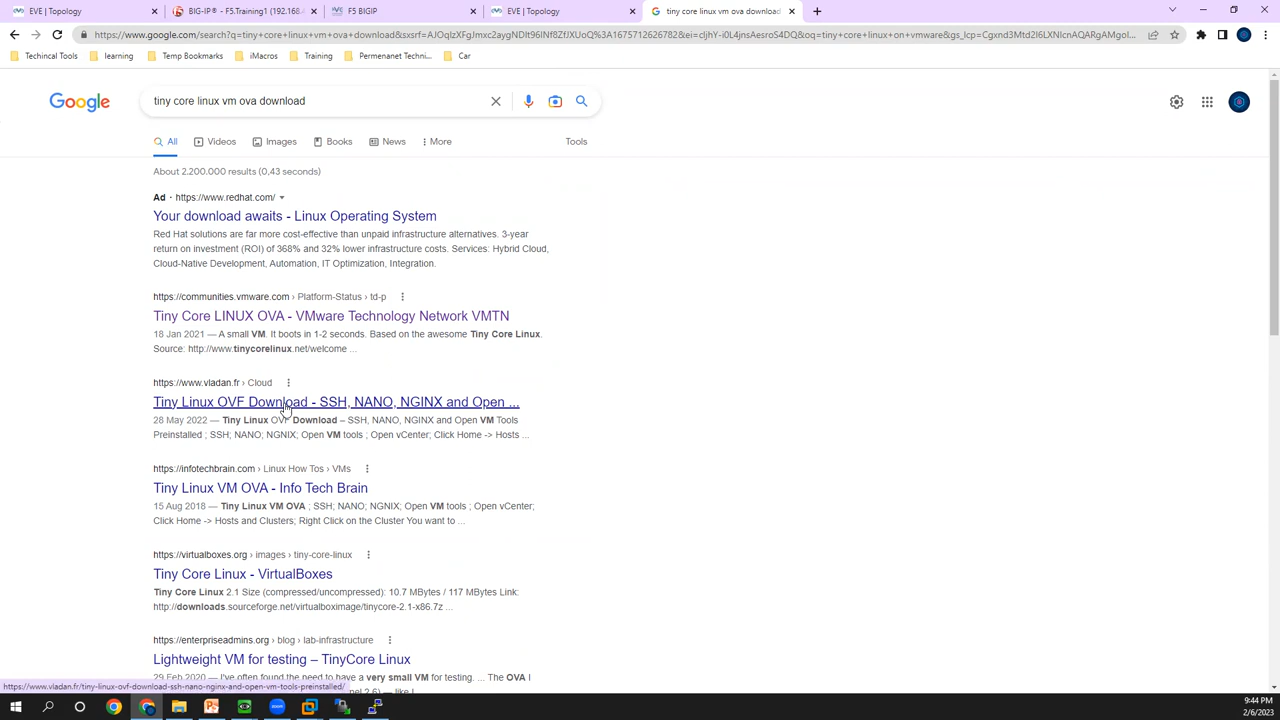 EVE | Topology
BIG-IP® - F5.Training1 (192.168.
F5 BIGIP
EVE | Topology
tiny core linux vm ova download
https://www.google.com/search?q=tiny+core+linux+vm+ova+download&sxsrf=
Techincal Tools
learning
Temp Bookmarks
iMacros
Training
Permenanet Techni...
Car
Google
tiny core linux vm ova download
All
Videos
Images
Books
News
More
Tools
About 2.200.000 results (0,43 seconds)
Ad · https://www.redhat.com/
Your download awaits - Linux Operating System
Red Hat solutions are far more cost-effective than unpaid infrastructure alternatives. 3-year
return on investment (ROI) of 368% and 32% lower infrastructure costs. Services: Hybrid Cloud,
Cloud-Native Development, Automation, IT Optimization, Integration.
https://communities.vmware.com › Platform-Status › td-p
Tiny Core LINUX OVA - VMware Technology Network VMTN
18 Jan 2021 — A small VM. It boots in 1-2 seconds. Based on the awesome Tiny Core Linux.
Source: http://www.tinycorelinux.net/welcome ...
https://www.vladan.fr › Cloud
Tiny Linux OVF Download - SSH, NANO, NGINX and Open ...
28 May 2022 — Tiny Linux OVF Download – SSH, NANO, NGINX and Open VM Tools
Preinstalled ; SSH; NANO; NGNIX; Open VM tools ; Open vCenter; Click Home -> Hosts ...
https://infotechbrain.com › Linux How Tos › VMs
Tiny Linux VM OVA - Info Tech Brain
15 Aug 2018 — Tiny Linux VM OVA ; SSH; NANO; NGNIX; Open VM tools ; Open vCenter;
Click Home -> Hosts and Clusters; Right Click on the Cluster You want to ...
https://virtualboxes.org › images › tiny-core-linux
Tiny Core Linux - VirtualBoxes
Tiny Core Linux 2.1 Size (compressed/uncompressed): 10.7 MBytes / 117 MBytes Link:
http://downloads.sourceforge.net/virtualboximage/tinycore-2.1-x86.7z ...
https://enterpriseadmins.org › blog › lab-infrastructure
Lightweight VM for testing – TinyCore Linux
29 Feb 2020 — I've often found the need to have a very small VM for testing. ... The OVA I
https://www.vladan.fr/tiny-linux-ovf-download-ssh-nano-nginx-and-open-vm-tools-preinstalled/
9:44 PM
2/6/2023